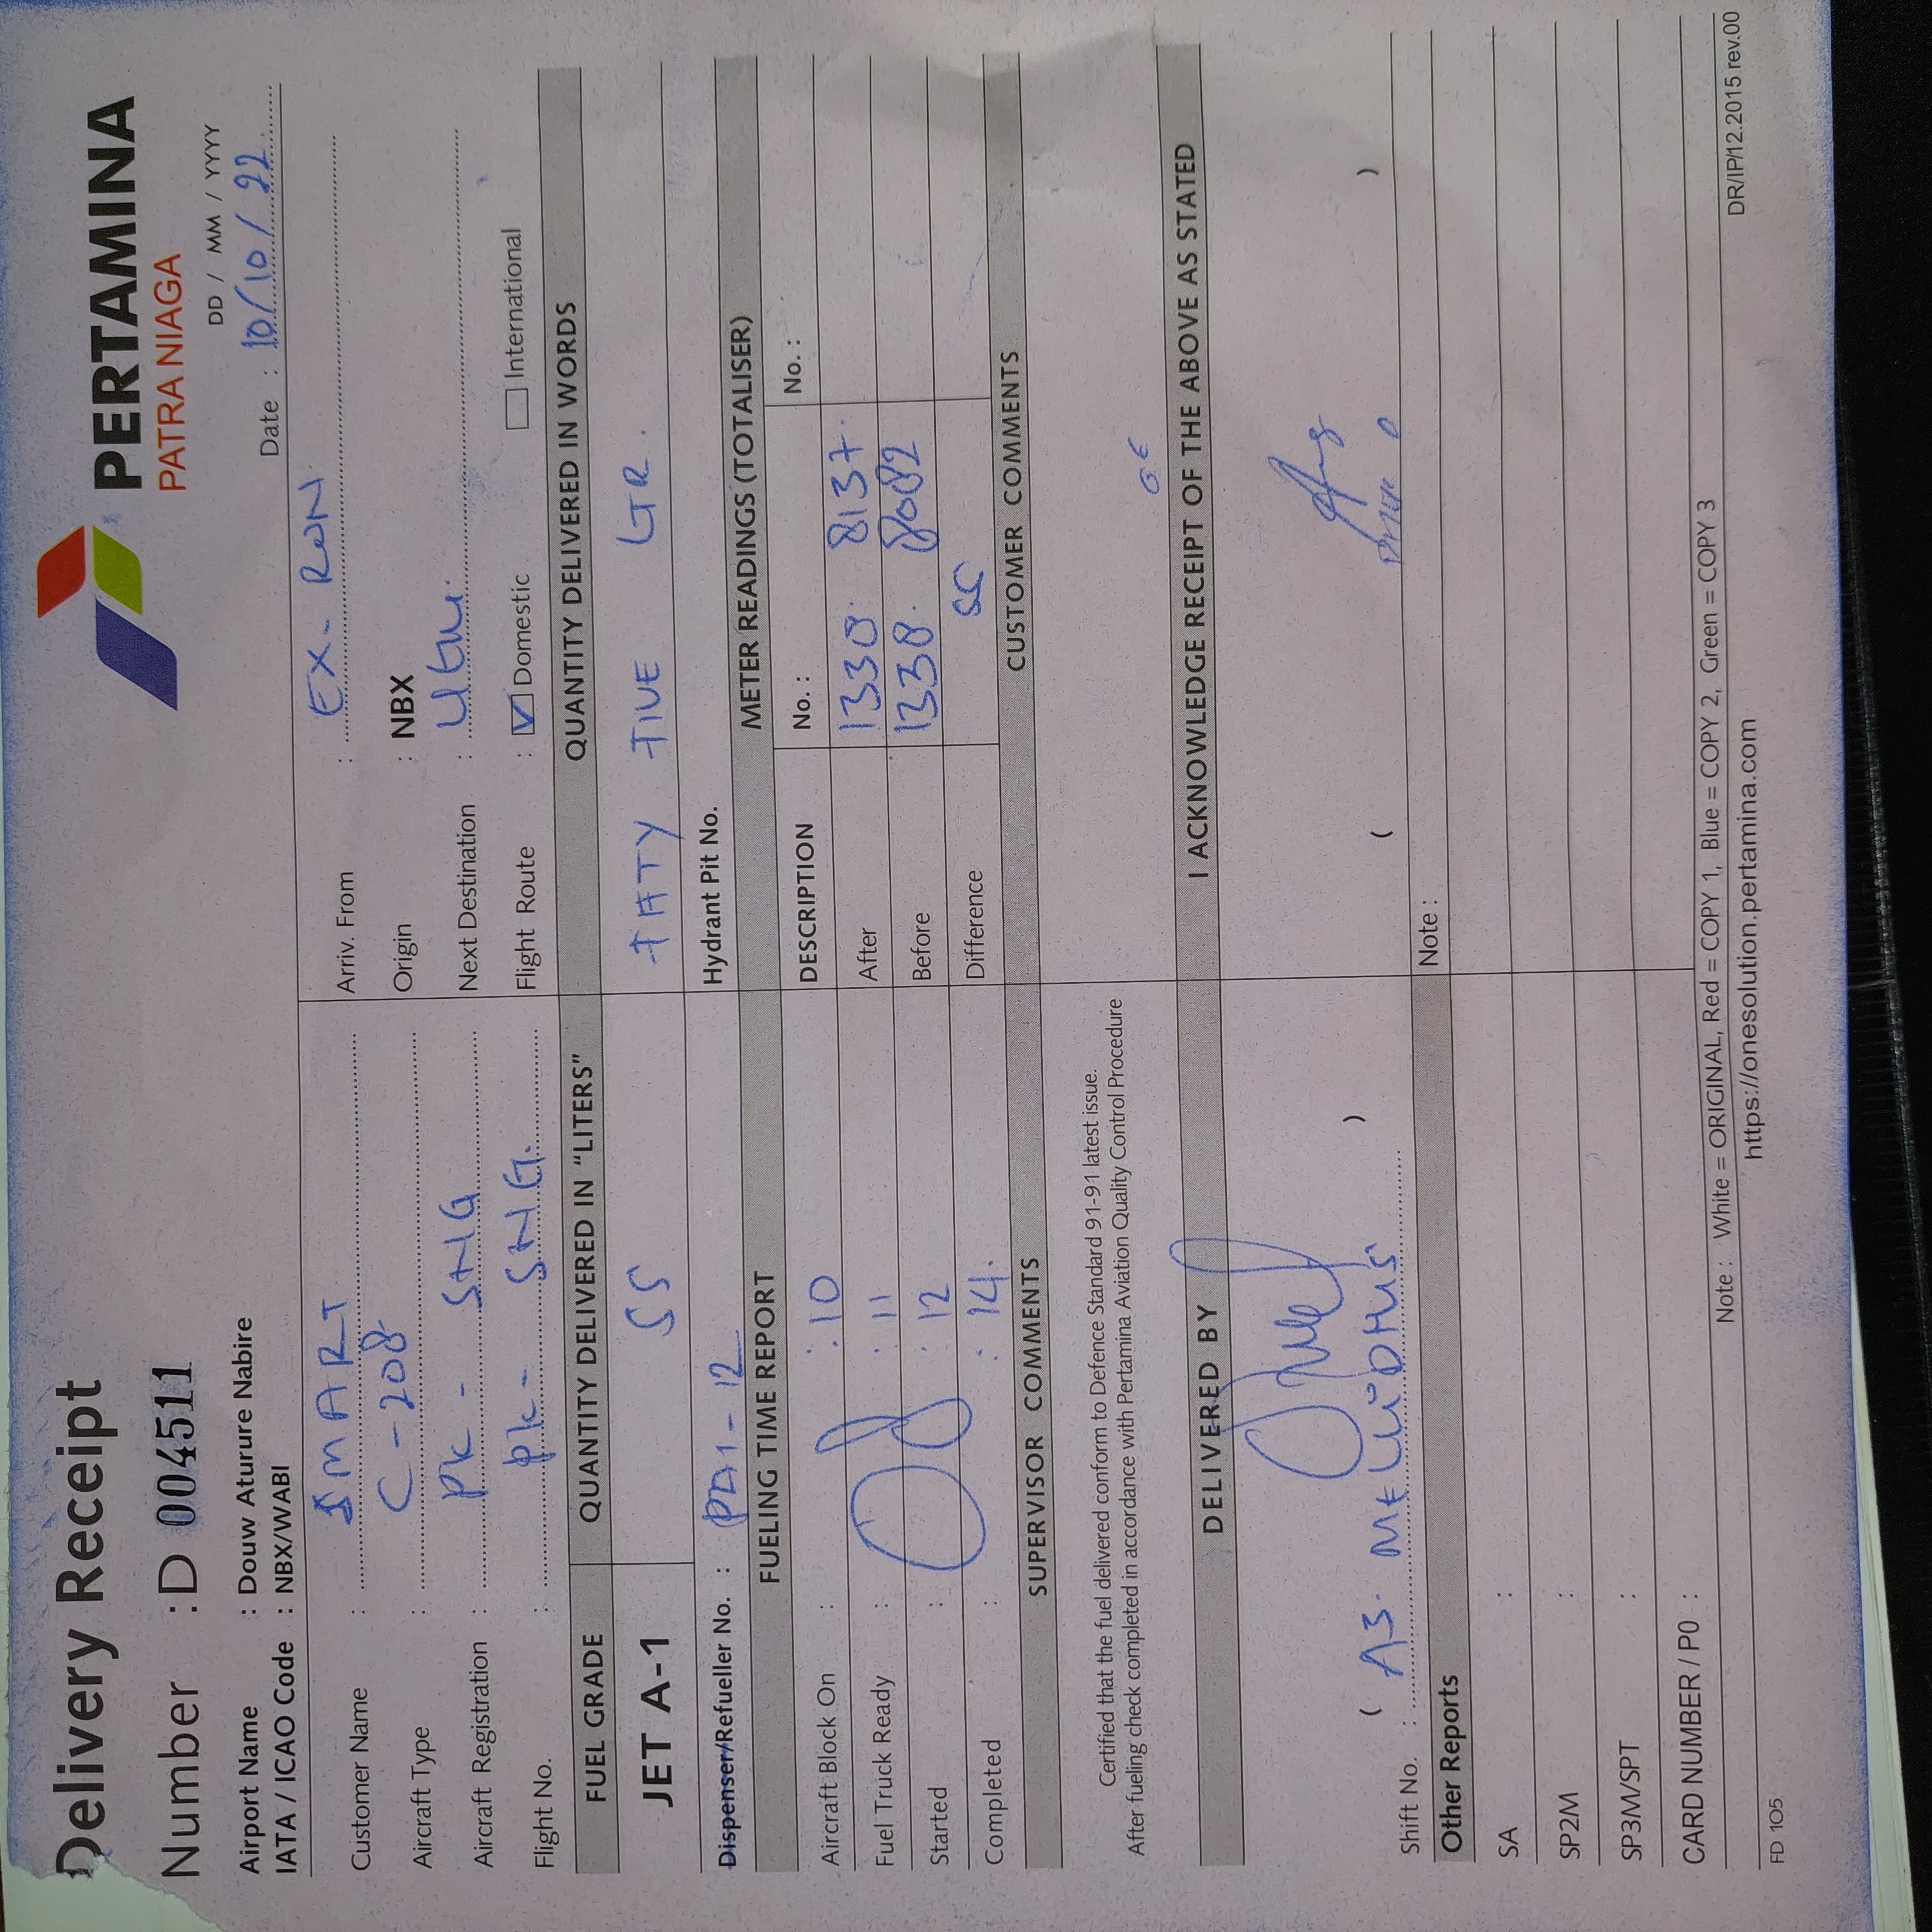 Delivery Receipt
PERTAMINA
PATRA NIAGA
Number : D 004511
DD / MM / YYYY
Airport Name : Douw Aturure Nabire
Date : 10/10/22
IATA / ICAO Code : NBX/WABI
Customer Name : SMART
Arriv. From : EX- RON
Aircraft Type : C-208
Origin : NBX
Aircraft Registration : PK - SNG
Next Destination :
Flight No. : PK- SNG.
Flight Route : Domestic International
FUEL GRADE QUANTITY DELIVERED IN "LITERS" QUANTITY DELIVERED IN WORDS
JET A-1 55 FIFTY FIVE LTR.
Dispenser/Refueller No. :
Hydrant Pit No.
FUELING TIME REPORT METER READINGS (TOTALISER)
DESCRIPTION No. : No. :
Aircraft Block On : : 10
After 1338. 8137.
Fuel Truck Ready : : 11
Before 1338. 8082
Started : : 12
Difference 55
Completed : : 14.
SUPERVISOR COMMENTS CUSTOMER COMMENTS
Certified that the fuel delivered conform to Defence Standard 91-91 latest issue.
After fueling check completed in accordance with Pertamina Aviation Quality Control Procedure
DELIVERED BY I ACKNOWLEDGE RECEIPT OF THE ABOVE AS STATED
( )
( )
Shift No. :
Note :
Other Reports
SA :
SP2M :
SP3M/SPT :
CARD NUMBER / P0 :
Note : White = ORIGINAL, Red = COPY 1, Blue = COPY 2, Green = COPY 3
DR/IP/12.2015 rev.00
FD 105
https://onesolution.pertamina.com